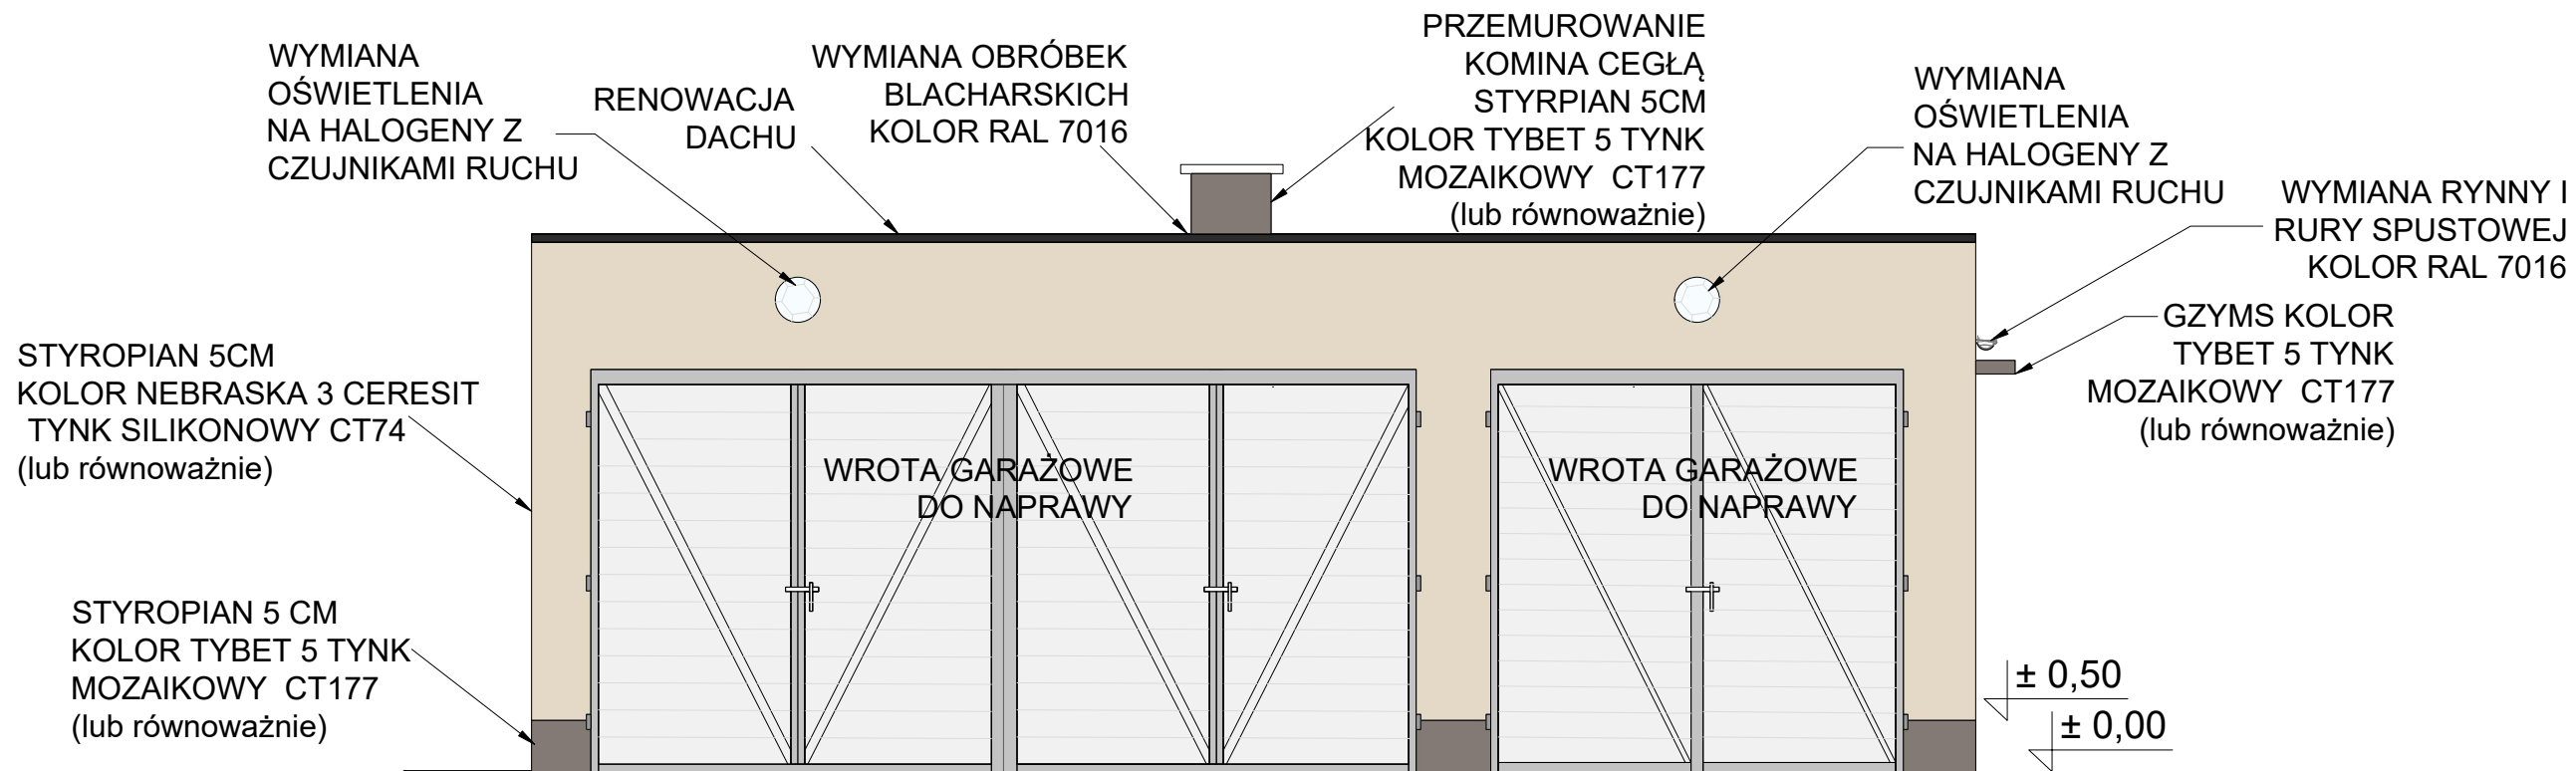 WYMIANA
OŚWIETLENIA
NA HALOGENY Z
CZUJNIKAMI RUCHU
RENOWACJA
DACHU
WYMIANA OBRÓBEK
BLACHARSKICH
KOLOR RAL 7016
PRZEMUROWANIE
KOMINA CEGŁĄ
STYRPIAN 5CM
KOLOR TYBET 5 TYNK
MOZAIKOWY CT177
(lub równoważnie)
WYMIANA
OŚWIETLENIA
NA HALOGENY Z
CZUJNIKAMI RUCHU
WYMIANA RYNNY I
RURY SPUSTOWEJ
KOLOR RAL 7016
GZYMS KOLOR
TYBET 5 TYNK
MOZAIKOWY CT177
(lub równoważnie)
STYROPIAN 5CM
KOLOR NEBRASKA 3 CERESIT
TYNK SILIKONOWY CT74
(lub równoważnie)
WROTA GARAŻOWE
DO NAPRAWY
WROTA GARAŻOWE
DO NAPRAWY
STYROPIAN 5 CM
KOLOR TYBET 5 TYNK
MOZAIKOWY CT177
(lub równoważnie)
± 0,50
± 0,00